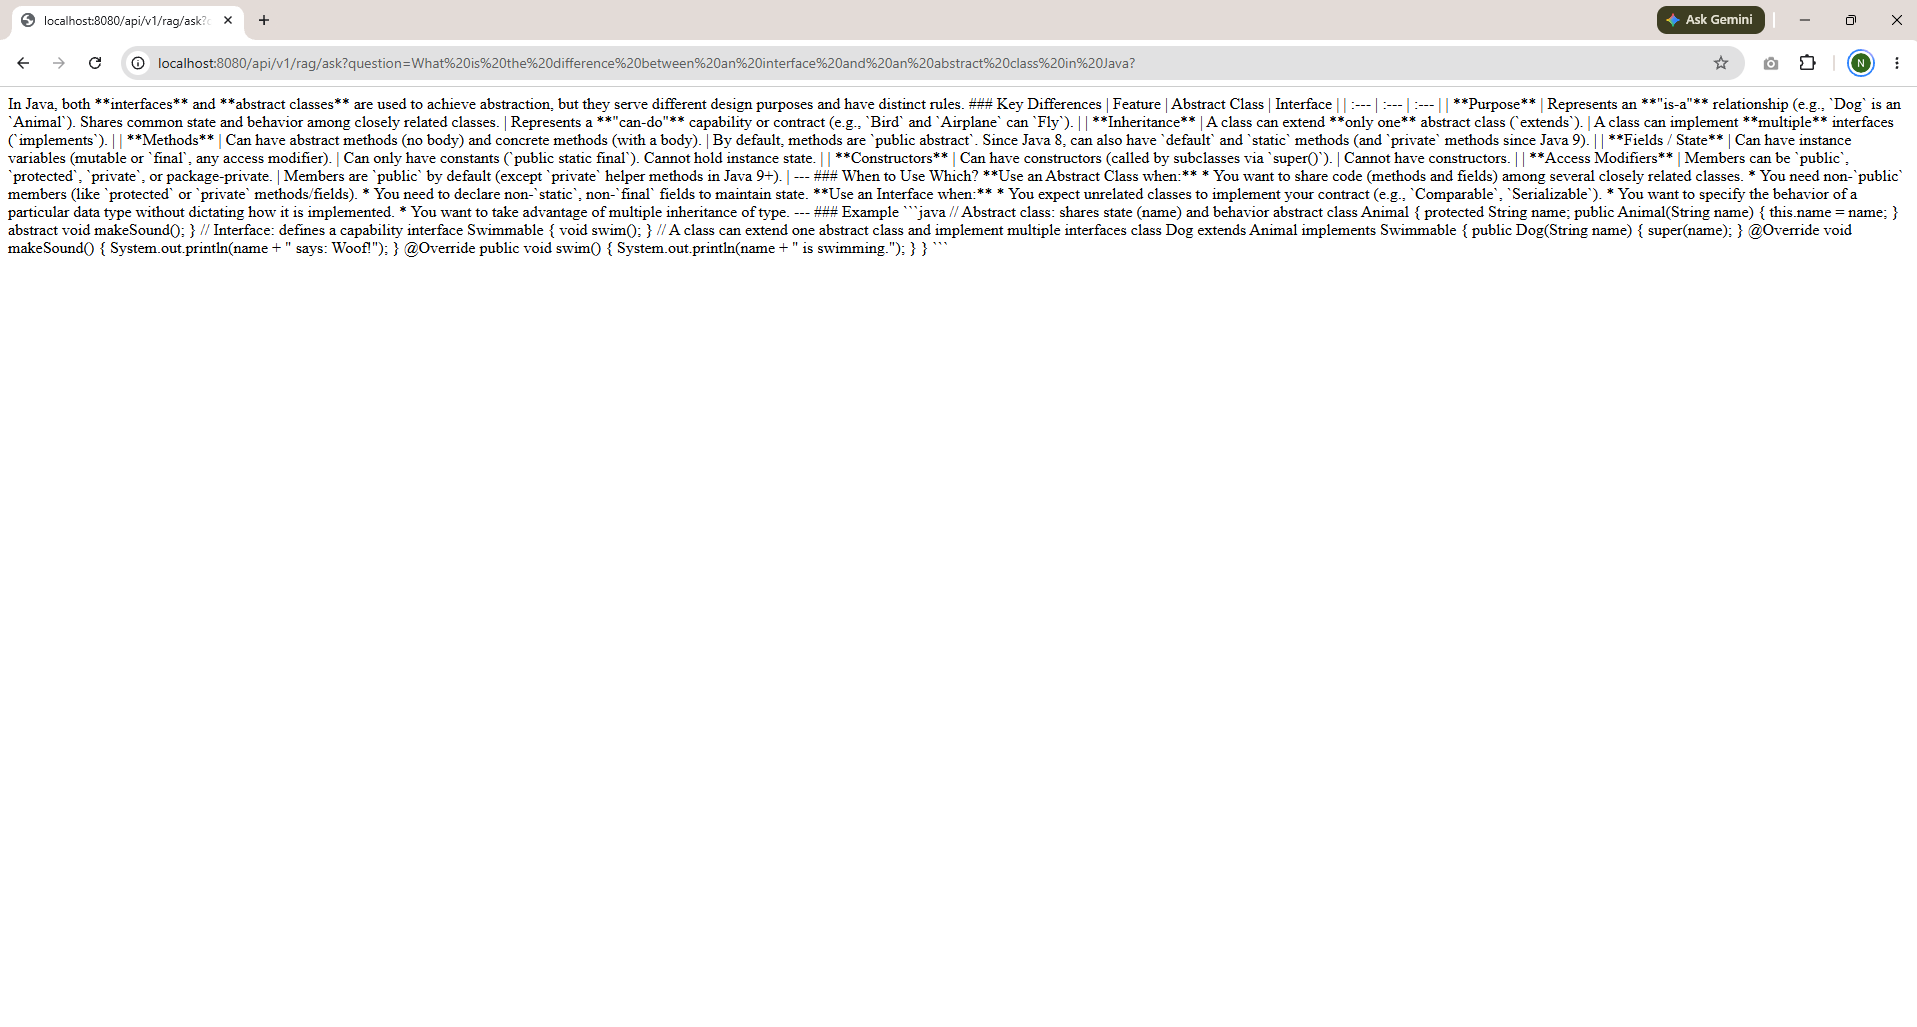 localhost:8080/api/v1/rag/ask?
Ask Gemini
localhost:8080/api/v1/rag/ask?question=What%20is%20the%20difference%20between%20an%20interface%20and%20an%20abstract%20class%20in%20Java?
N
In Java, both **interfaces** and **abstract classes** are used to achieve abstraction, but they serve different design purposes and have distinct rules. ### Key Differences | Feature | Abstract Class | Interface | | :--- | :--- | :--- | | **Purpose** | Represents an **"is-a"** relationship (e.g., `Dog` is an
`Animal`). Shares common state and behavior among closely related classes. | Represents a **"can-do"** capability or contract (e.g., `Bird` and `Airplane` can `Fly`). | | **Inheritance** | A class can extend **only one** abstract class (`extends`). | A class can implement **multiple** interfaces
(`implements`). | | **Methods** | Can have abstract methods (no body) and concrete methods (with a body). | By default, methods are `public abstract`. Since Java 8, can also have `default` and `static` methods (and `private` methods since Java 9). | | **Fields / State** | Can have instance
variables (mutable or `final`, any access modifier). | Can only have constants (`public static final`). Cannot hold instance state. | | **Constructors** | Can have constructors (called by subclasses via `super()`). | Cannot have constructors. | | **Access Modifiers** | Members can be `public`,
`protected`, `private`, or package-private. | Members are `public` by default (except `private` helper methods in Java 9+). | --- ### When to Use Which? **Use an Abstract Class when:** * You want to share code (methods and fields) among several closely related classes. * You need non-`public`
members (like `protected` or `private` methods/fields). * You need to declare non-`static`, non-`final` fields to maintain state. **Use an Interface when:** * You expect unrelated classes to implement your contract (e.g., `Comparable`, `Serializable`). * You want to specify the behavior of a
particular data type without dictating how it is implemented. * You want to take advantage of multiple inheritance of type. --- ### Example ```java // Abstract class: shares state (name) and behavior abstract class Animal { protected String name; public Animal(String name) { this.name = name; }
abstract void makeSound(); } // Interface: defines a capability interface Swimmable { void swim(); } // A class can extend one abstract class and implement multiple interfaces class Dog extends Animal implements Swimmable { public Dog(String name) { super(name); } @Override void
makeSound() { System.out.println(name + " says: Woof!"); } @Override public void swim() { System.out.println(name + " is swimming."); } } ```